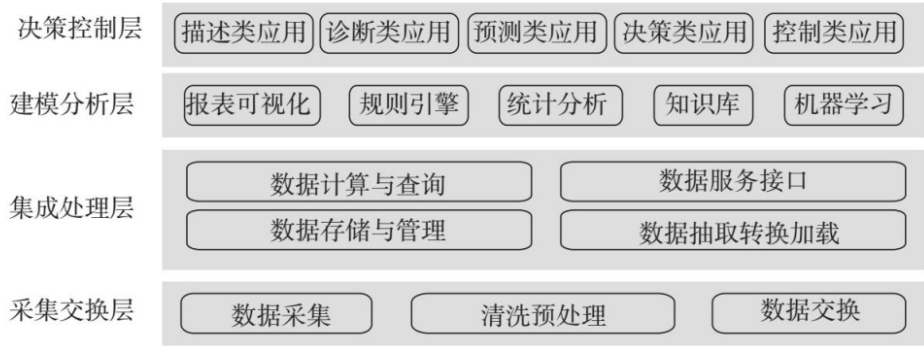 决策控制层 描述类应用 诊断类应用 预测类应用 决策类应用 控制类应用
建模分析层 报表可视化 规则引擎 统计分析 知识库 机器学习
集成处理层
数据计算与查询 数据服务接口
数据存储与管理 数据抽取转换加载
采集交换层 数据采集 清洗预处理 数据交换